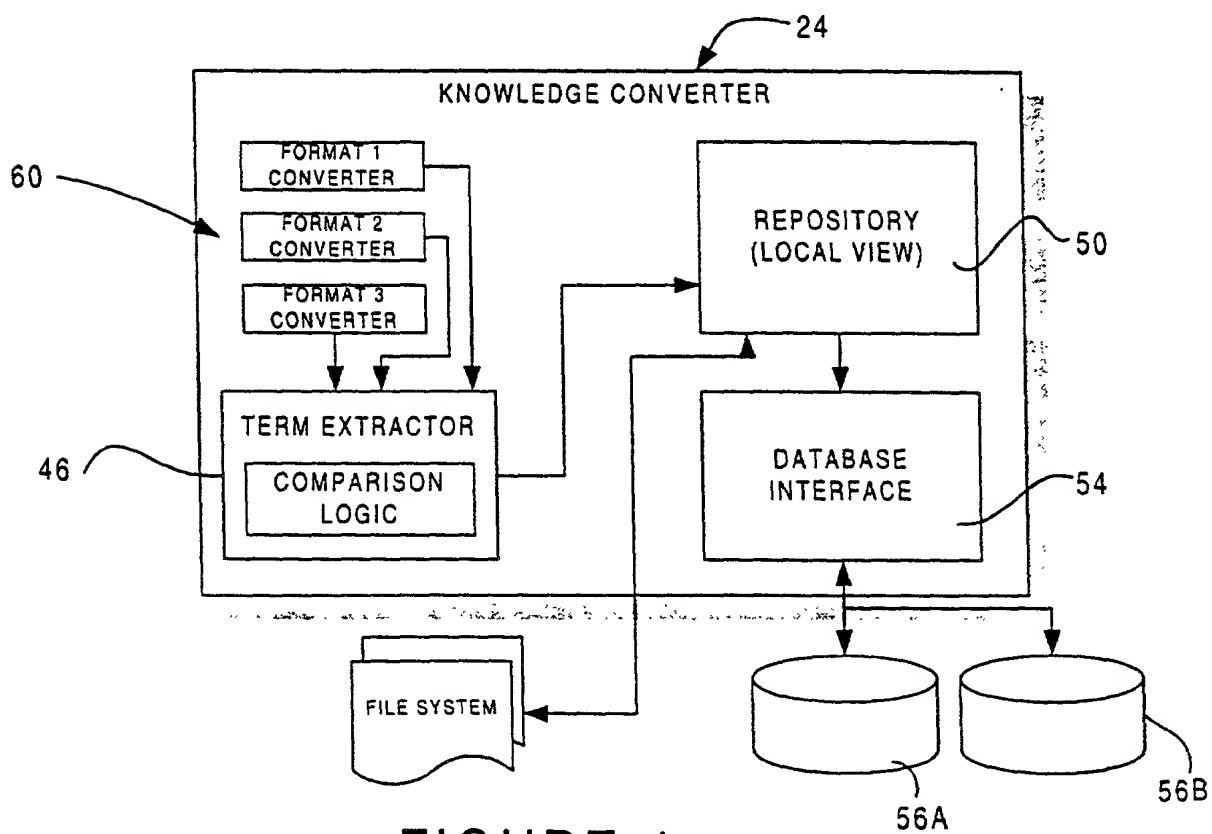 24
KNOWLEDGE CONVERTER
60
FORMAT 1
CONVERTER
FORMAT 2
CONVERTER
FORMAT 3
CONVERTER
REPOSITORY
(LOCAL VIEW)
50
TERM EXTRACTOR
46
COMPARISON
LOGIC
DATABASE
INTERFACE
54
FILE SYSTEM
56A
56B